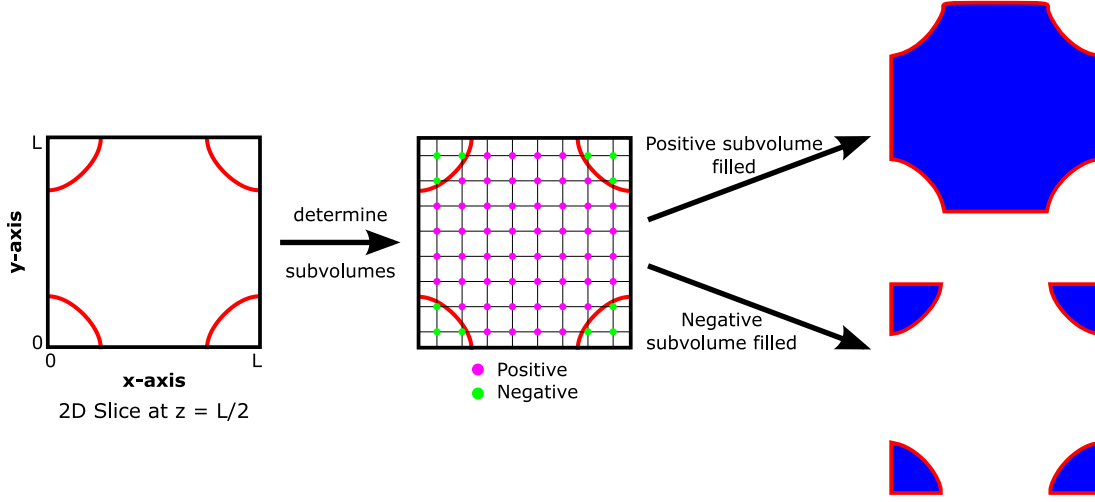 L
y-axis
0
0
L
x-axis
2D Slice at z = L/2
determine
subvolumes
Positive
Negative
Positive subvolume
filled
Negative
subvolume filled